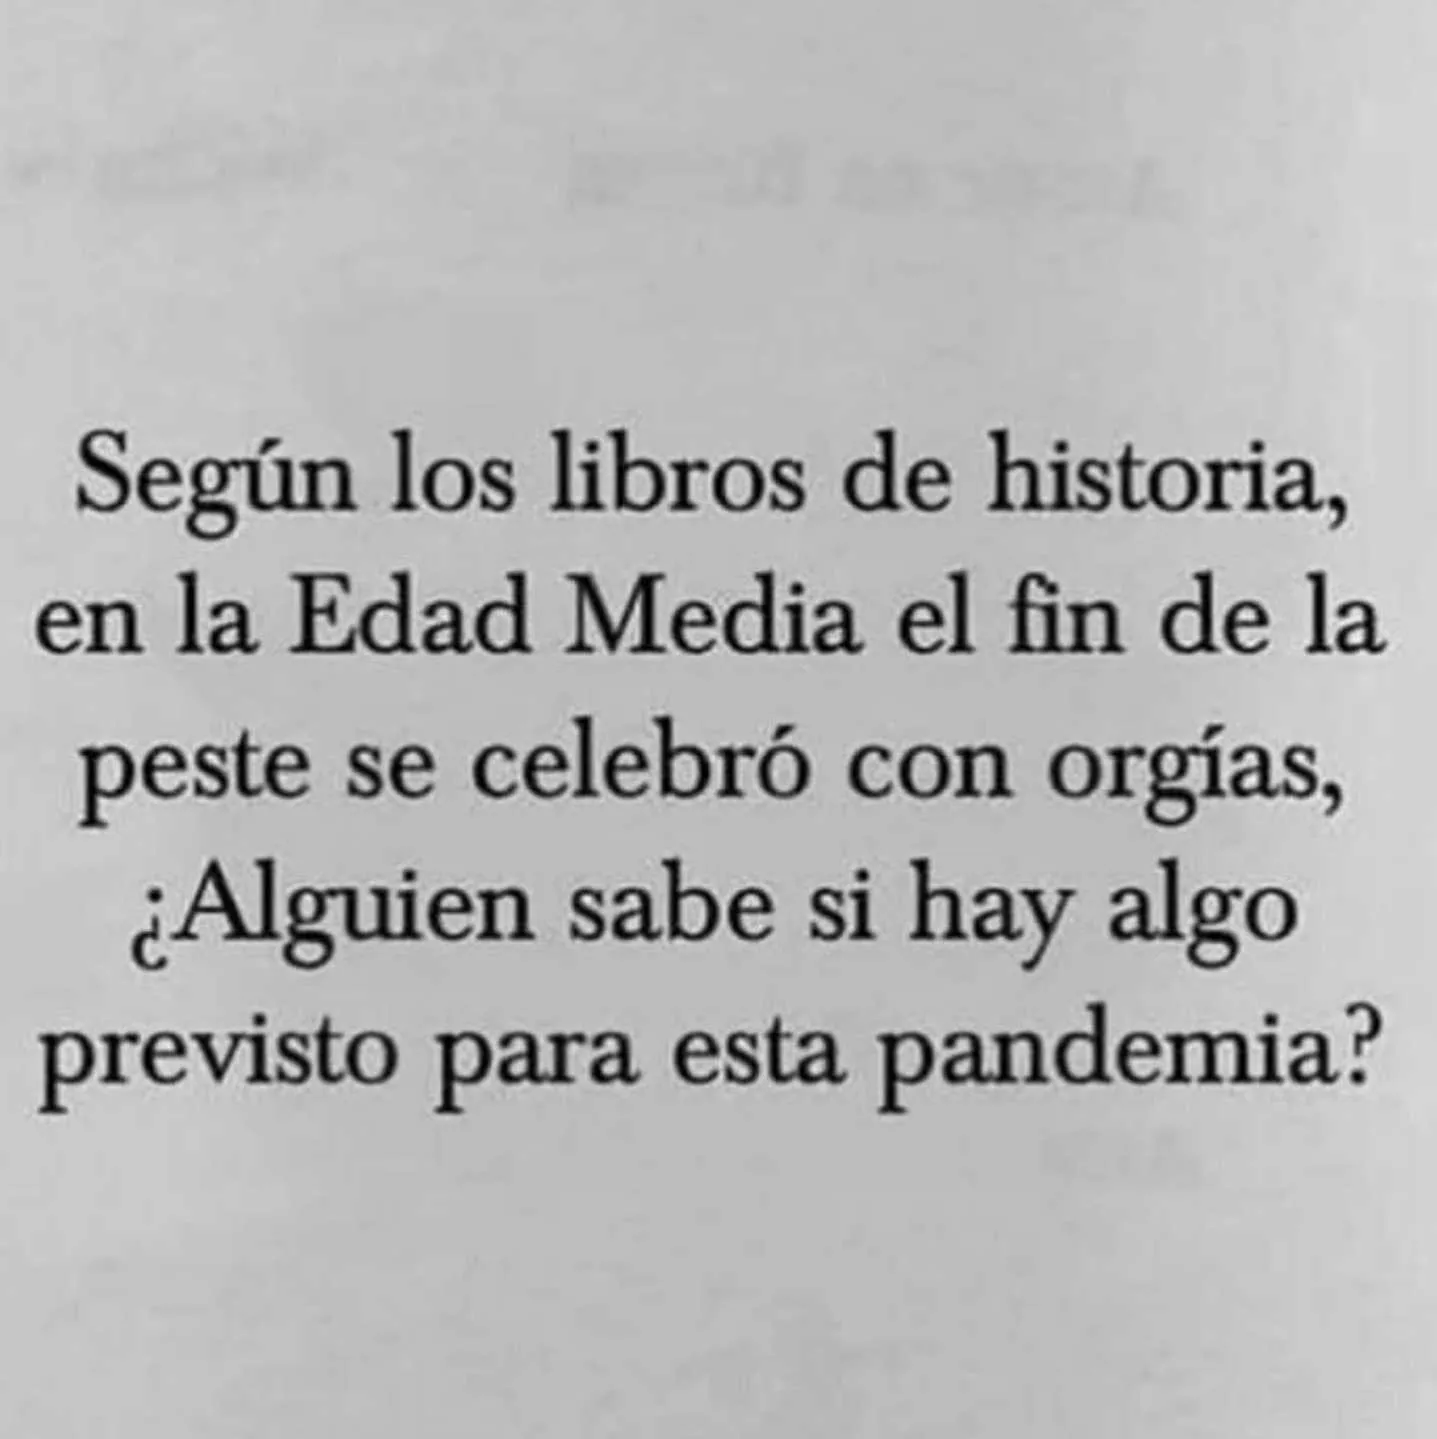 Según los libros de historia,
en la Edad Media el fin de la
peste se celebró con orgías,
¿Alguien sabe si hay algo
previsto para esta pandemia?